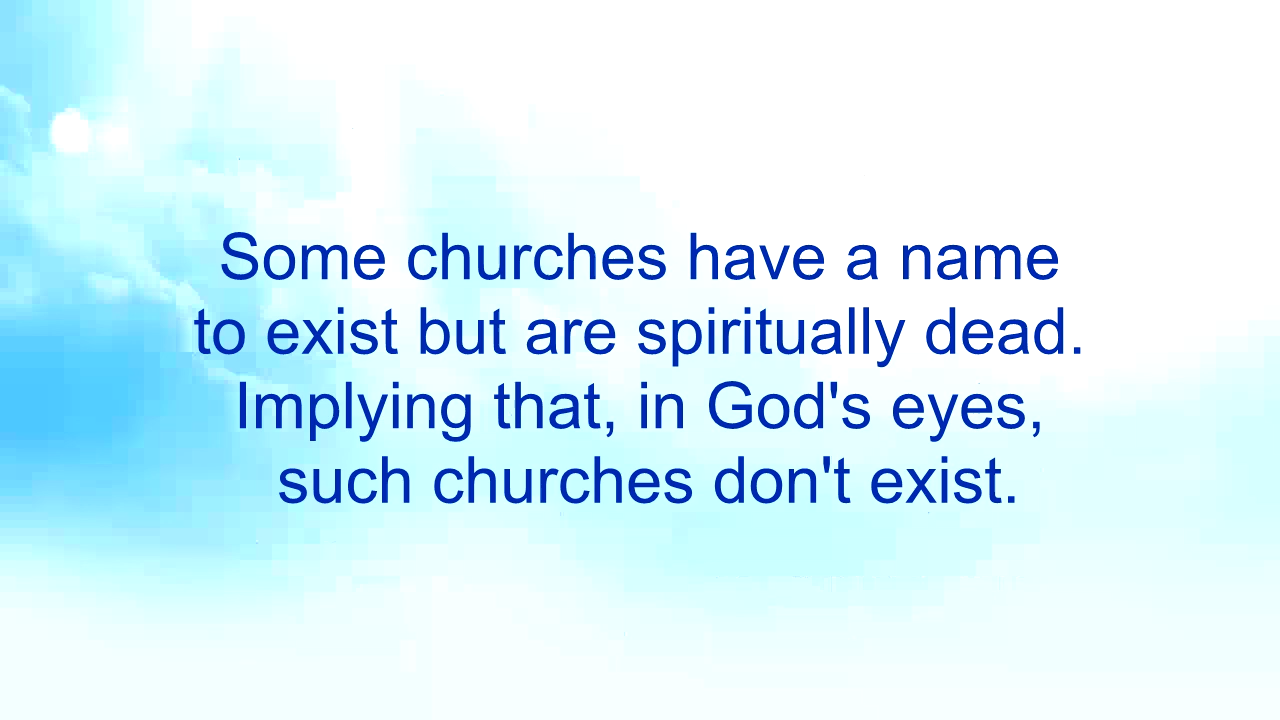 Some churches have a name
to exist but are spiritually dead.
Implying that, in God's eyes,
such churches don't exist.